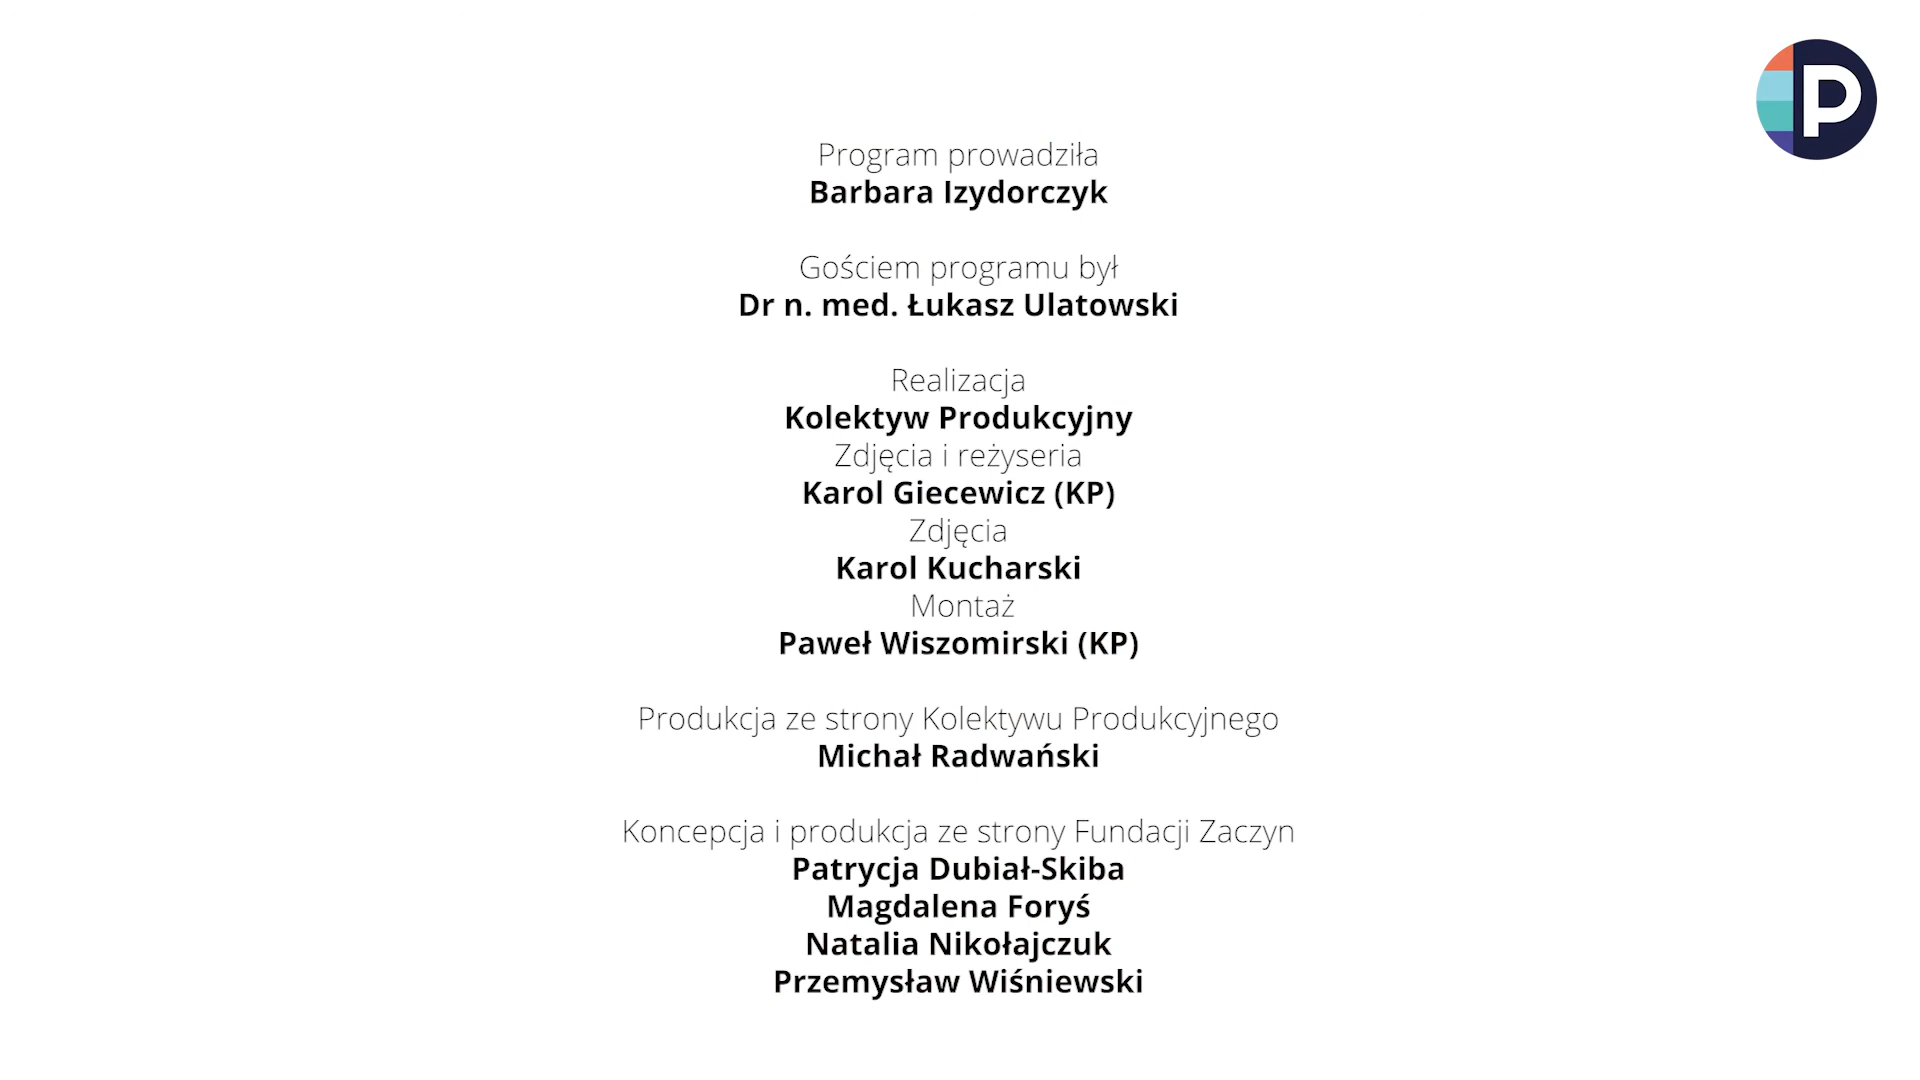 P
Program prowadziła
Barbara Izydorczyk
Gościem programu był
Dr n. med. Łukasz Ulatowski
Realizacja
Kolektyw Produkcyjny
Zdjęcia i reżyseria
Karol Giecewicz (KP)
Zdjęcia
Karol Kucharski
Montaż
Paweł Wiszomirski (KP)
Produkcja ze strony Kolektywu Produkcyjnego
Michał Radwański
Koncepcja i produkcja ze strony Fundacji Zaczyn
Patrycja Dubiał-Skiba
Magdalena Foryś
Natalia Nikołajczuk
Przemysław Wiśniewski